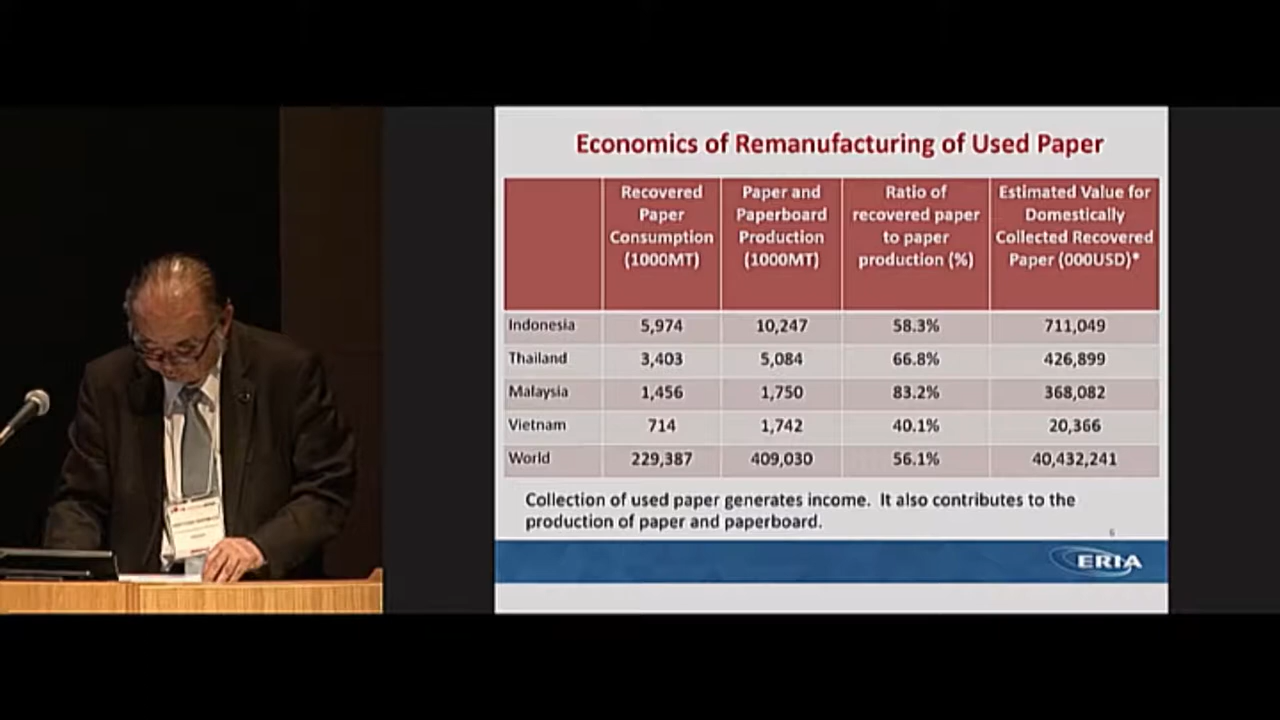 Economics of Remanufacturing of Used Paper
Recovered Paper Consumption (1000MT)
Paper and Paperboard Production (1000MT)
Ratio of recovered paper to paper production (%)
Estimated Value for Domestically Collected Recovered Paper (000USD)*
Indonesia 5,974 10,247 58.3% 711,049
Thailand 3,403 5,084 66.8% 426,899
Malaysia 1,456 1,750 83.2% 368,082
Vietnam 714 1,742 40.1% 20,366
World 229,387 409,030 56.1% 40,432,241
Collection of used paper generates income. It also contributes to the
production of paper and paperboard.
6
ERIA